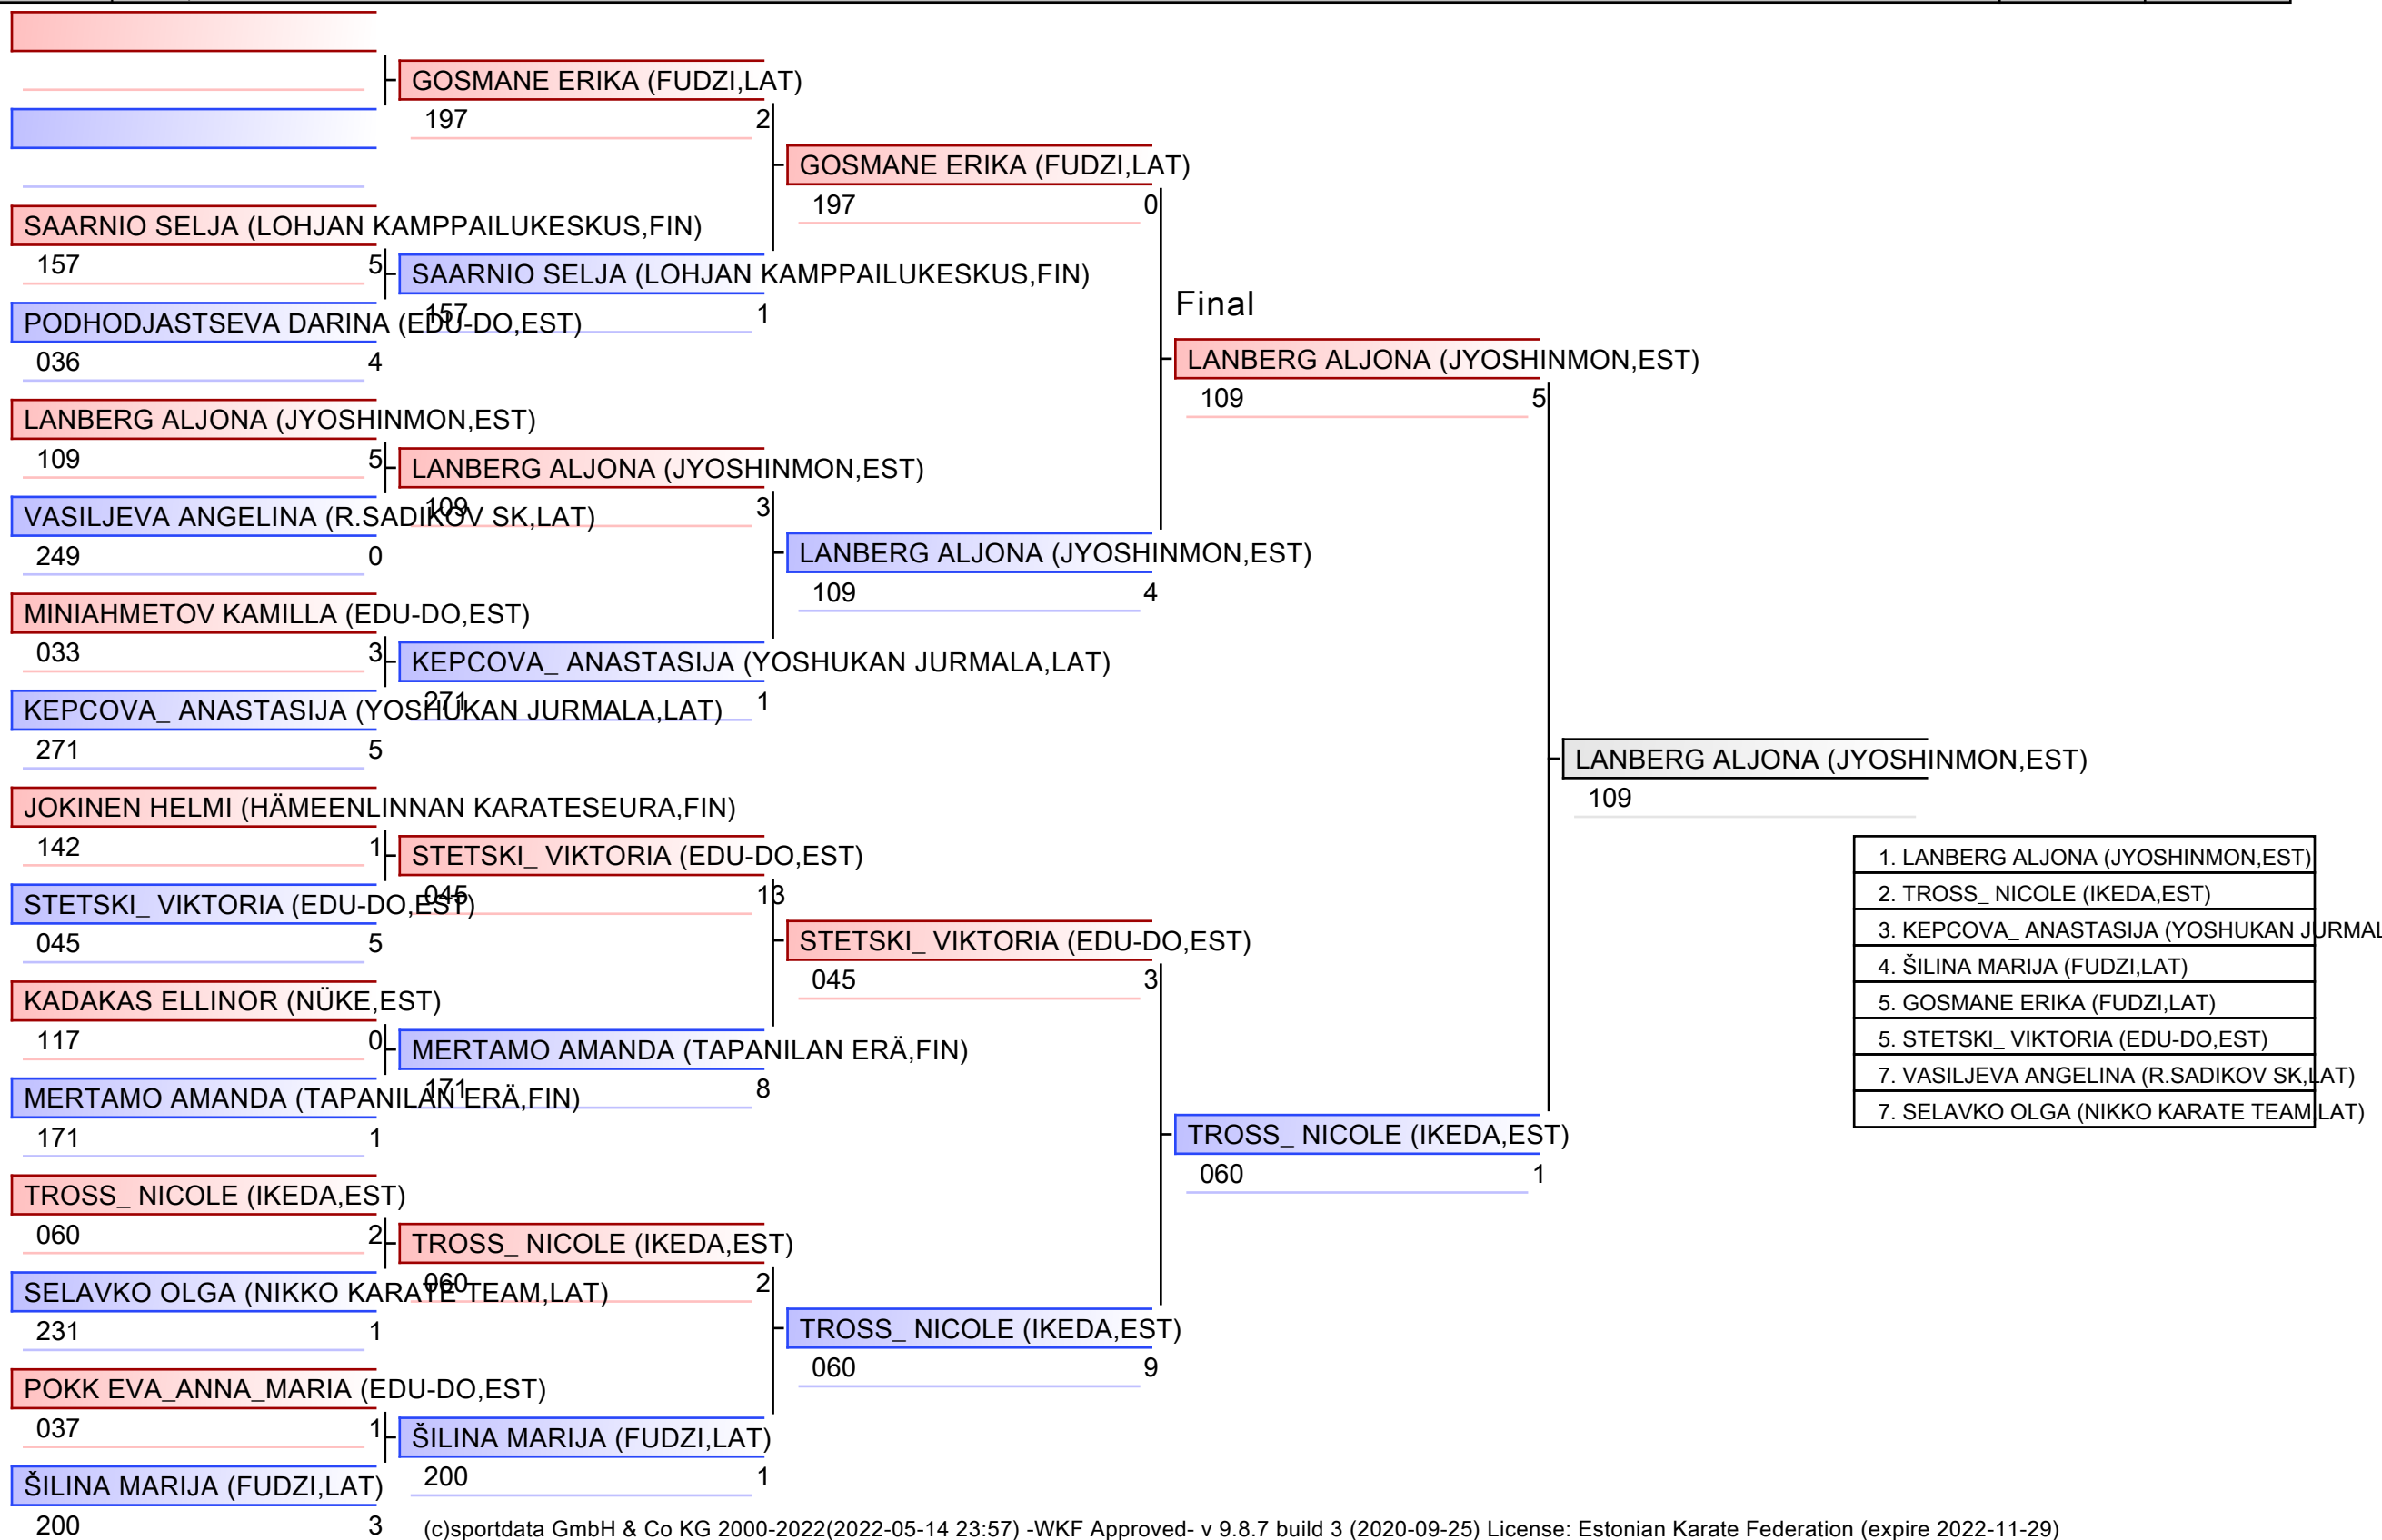 GOSMANE ERIKA (FUDZI,LAT)
197 2
SAARNIO SELJA (LOHJAN KAMPPAILUKESKUS,FIN)
157 5
PODHODJASTSEVA DARINA (EDU-DO,EST)
036 4
LANBERG ALJONA (JYOSHINMON,EST)
109 5
VASILJEVA ANGELINA (R.SADIKOV SK,LAT)
249 0
MINIAHMETOV KAMILLA (EDU-DO,EST)
033 3
KEPCOVA_ ANASTASIJA (YOSHUKAN JURMALA,LAT)
271 5
JOKINEN HELMI (HÄMEENLINNAN KARATESEURA,FIN)
142 1
STETSKI_ VIKTORIA (EDU-DO,EST)
045 5
KADAKAS ELLINOR (NÜKE,EST)
117 0
MERTAMO AMANDA (TAPANILAN ERÄ,FIN)
171 1
TROSS_ NICOLE (IKEDA,EST)
060 2
SELAVKO OLGA (NIKKO KARATE TEAM,LAT)
231 1
POKK EVA_ANNA_MARIA (EDU-DO,EST)
037 1
ŠILINA MARIJA (FUDZI,LAT)
200 3
SAARNIO SELJA (LOHJAN KAMPPAILUKESKUS,FIN)
157 1
LANBERG ALJONA (JYOSHINMON,EST)
109 3
KEPCOVA_ ANASTASIJA (YOSHUKAN JURMALA,LAT)
271 1
STETSKI_ VIKTORIA (EDU-DO,EST)
045 13
MERTAMO AMANDA (TAPANILAN ERÄ,FIN)
171 8
TROSS_ NICOLE (IKEDA,EST)
060 2
ŠILINA MARIJA (FUDZI,LAT)
200 1
GOSMANE ERIKA (FUDZI,LAT)
197 0
LANBERG ALJONA (JYOSHINMON,EST)
109 4
STETSKI_ VIKTORIA (EDU-DO,EST)
045 3
TROSS_ NICOLE (IKEDA,EST)
060 9
Final
LANBERG ALJONA (JYOSHINMON,EST)
109 5
TROSS_ NICOLE (IKEDA,EST)
060 1
LANBERG ALJONA (JYOSHINMON,EST)
109
1. LANBERG ALJONA (JYOSHINMON,EST)
2. TROSS_ NICOLE (IKEDA,EST)
3. KEPCOVA_ ANASTASIJA (YOSHUKAN JURMAL
4. ŠILINA MARIJA (FUDZI,LAT)
5. GOSMANE ERIKA (FUDZI,LAT)
5. STETSKI_ VIKTORIA (EDU-DO,EST)
7. VASILJEVA ANGELINA (R.SADIKOV SK,LAT)
7. SELAVKO OLGA (NIKKO KARATE TEAM,LAT)
(c)sportdata GmbH & Co KG 2000-2022(2022-05-14 23:57) -WKF Approved- v 9.8.7 build 3 (2020-09-25) License: Estonian Karate Federation (expire 2022-11-29)